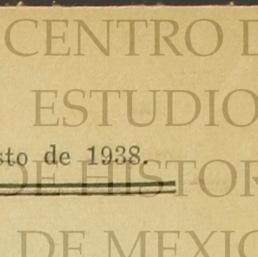 CENTRO D
ESTUDIO
sto de 1938.
DE HISTOR
DE MEXIC